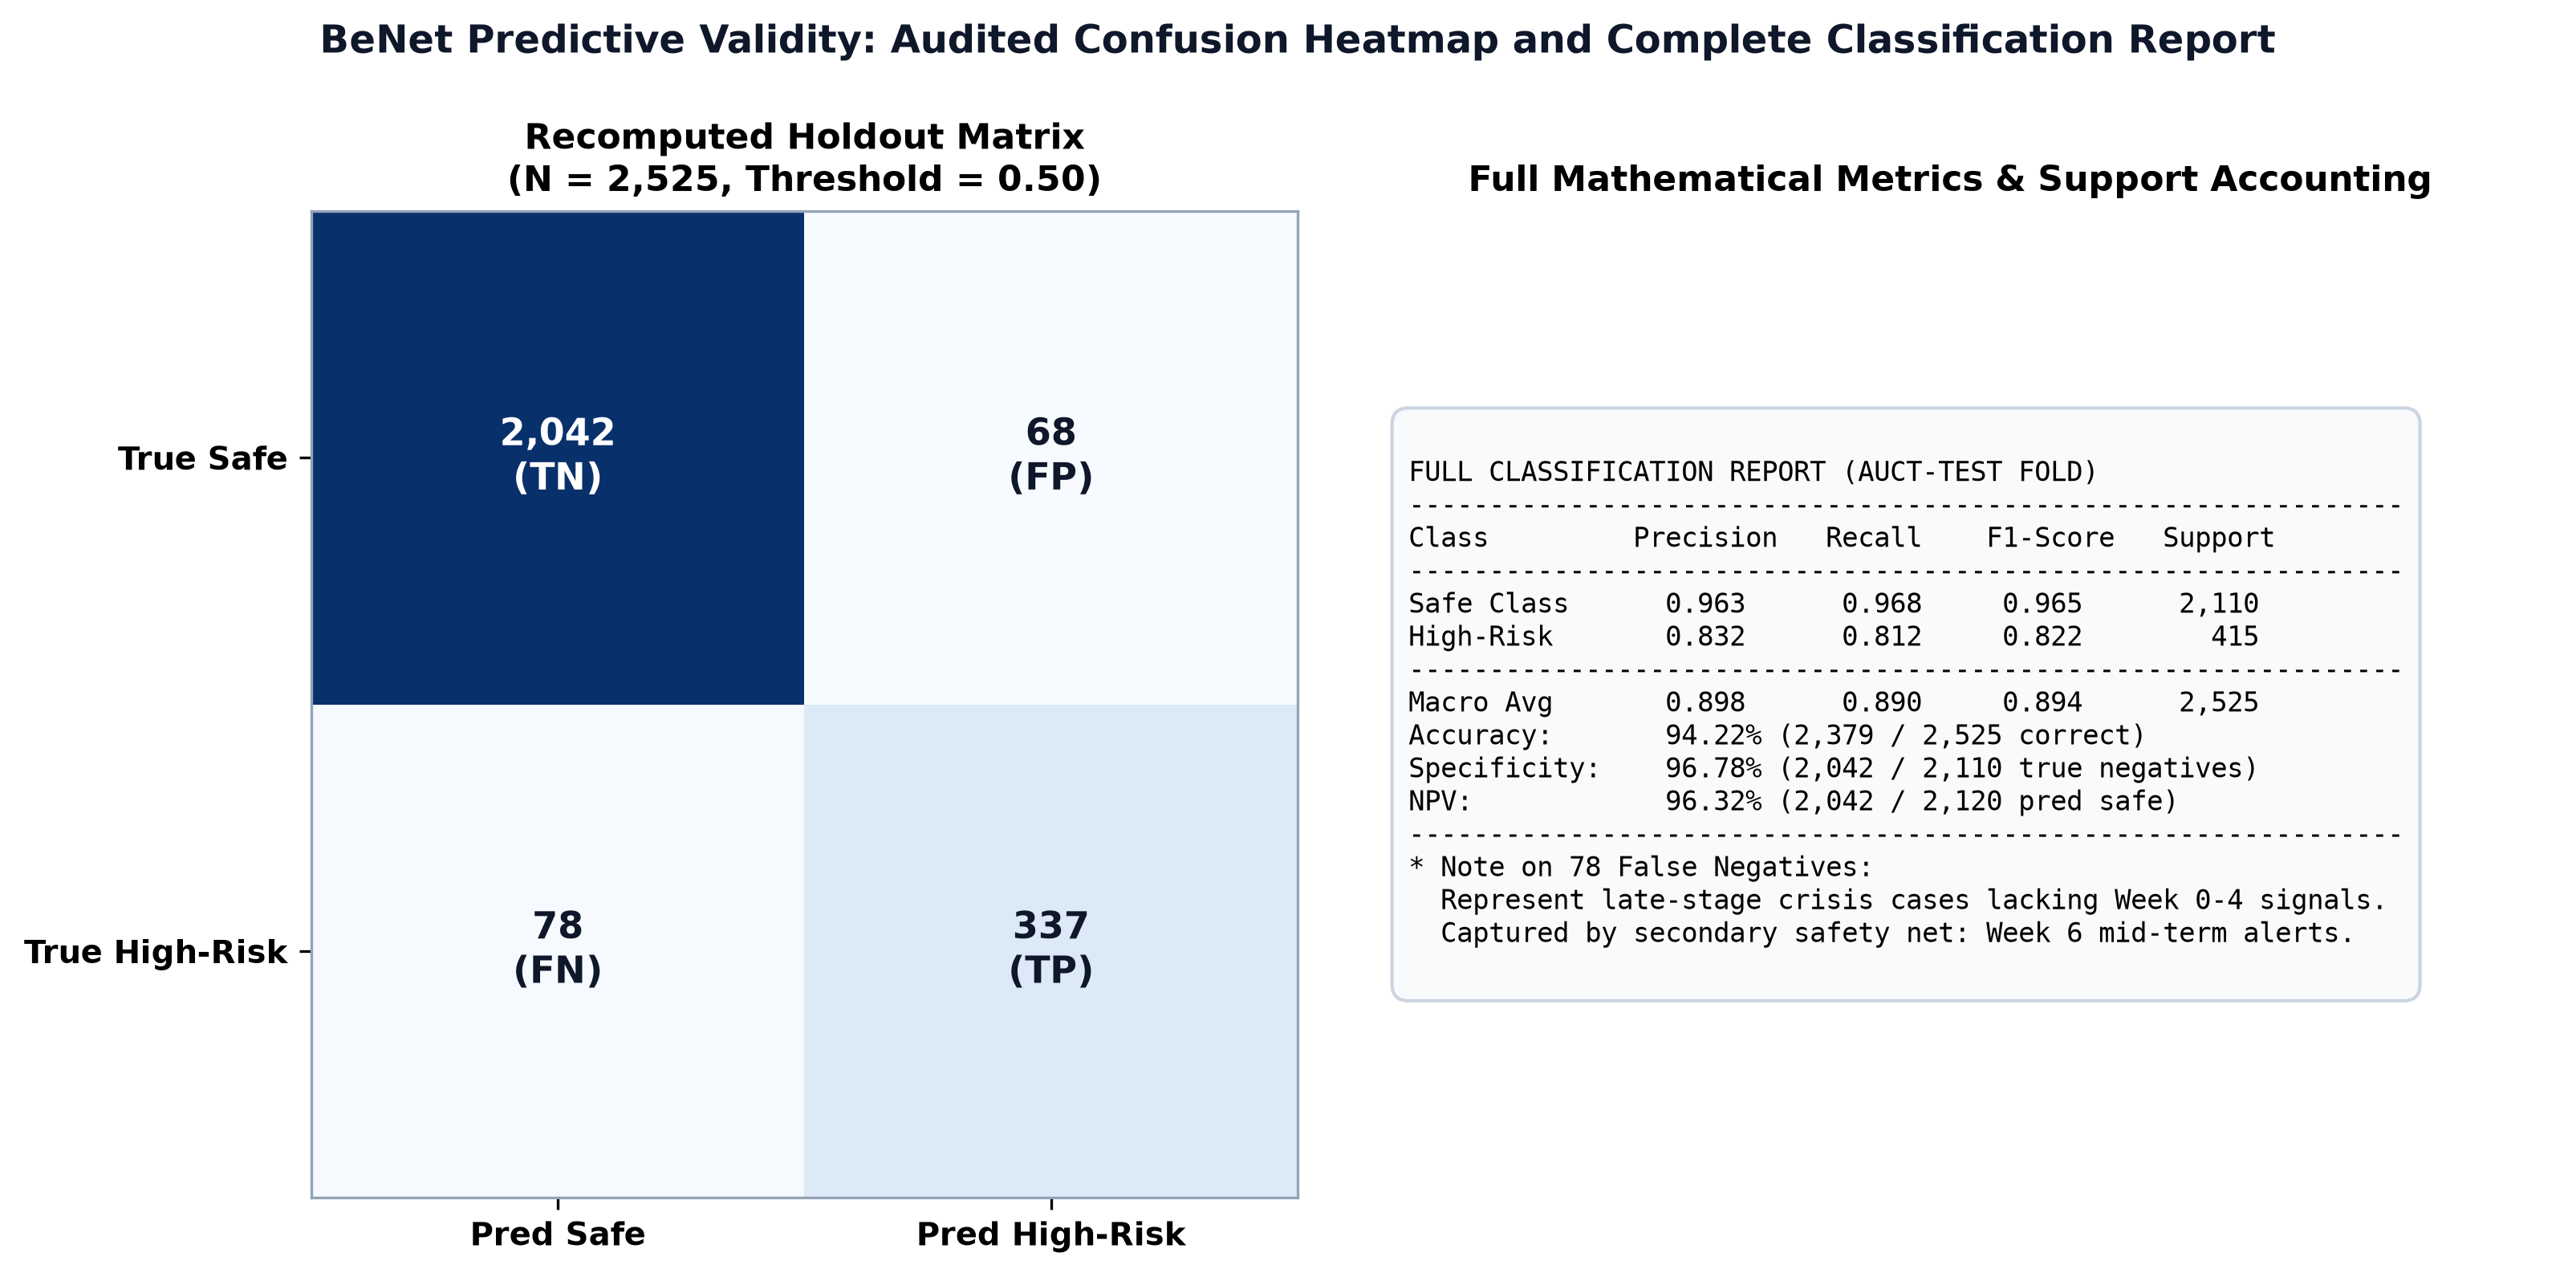 BeNet Predictive Validity: Audited Confusion Heatmap and Complete Classification Report
Recomputed Holdout Matrix
(N = 2,525, Threshold = 0.50)
True Safe
True High-Risk
2,042
(TN)
68
(FP)
78
(FN)
337
(TP)
Pred Safe
Pred High-Risk
Full Mathematical Metrics & Support Accounting
FULL CLASSIFICATION REPORT (AUCT-TEST FOLD)
--------------------------------------------------------------
Class         Precision   Recall    F1-Score   Support
--------------------------------------------------------------
Safe Class      0.963      0.968     0.965      2,110
High-Risk       0.832      0.812     0.822        415
--------------------------------------------------------------
Macro Avg       0.898      0.890     0.894      2,525
Accuracy:       94.22% (2,379 / 2,525 correct)
Specificity:    96.78% (2,042 / 2,110 true negatives)
NPV:            96.32% (2,042 / 2,120 pred safe)
--------------------------------------------------------------
* Note on 78 False Negatives:
  Represent late-stage crisis cases lacking Week 0-4 signals.
  Captured by secondary safety net: Week 6 mid-term alerts.